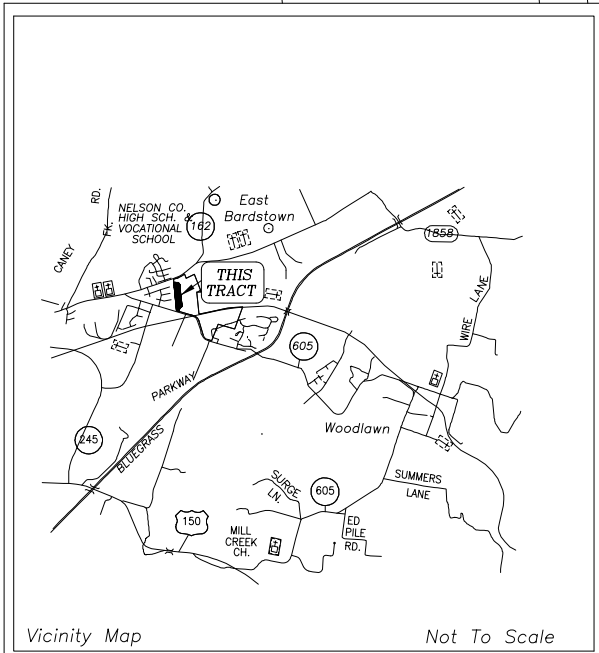 CANEY
FK.
RD.
NELSON CO.
HIGH SCH. &
VOCATIONAL
SCHOOL
162
East
Bardstown
1858
THIS
TRACT
WIRE LANE
605
PARKWAY
BLUEGRASS
245
Woodlawn
SURGE
LN.
605
SUMMERS
LANE
150
MILL
CREEK
CH.
ED
PILE
RD.
Vicinity Map
Not To Scale